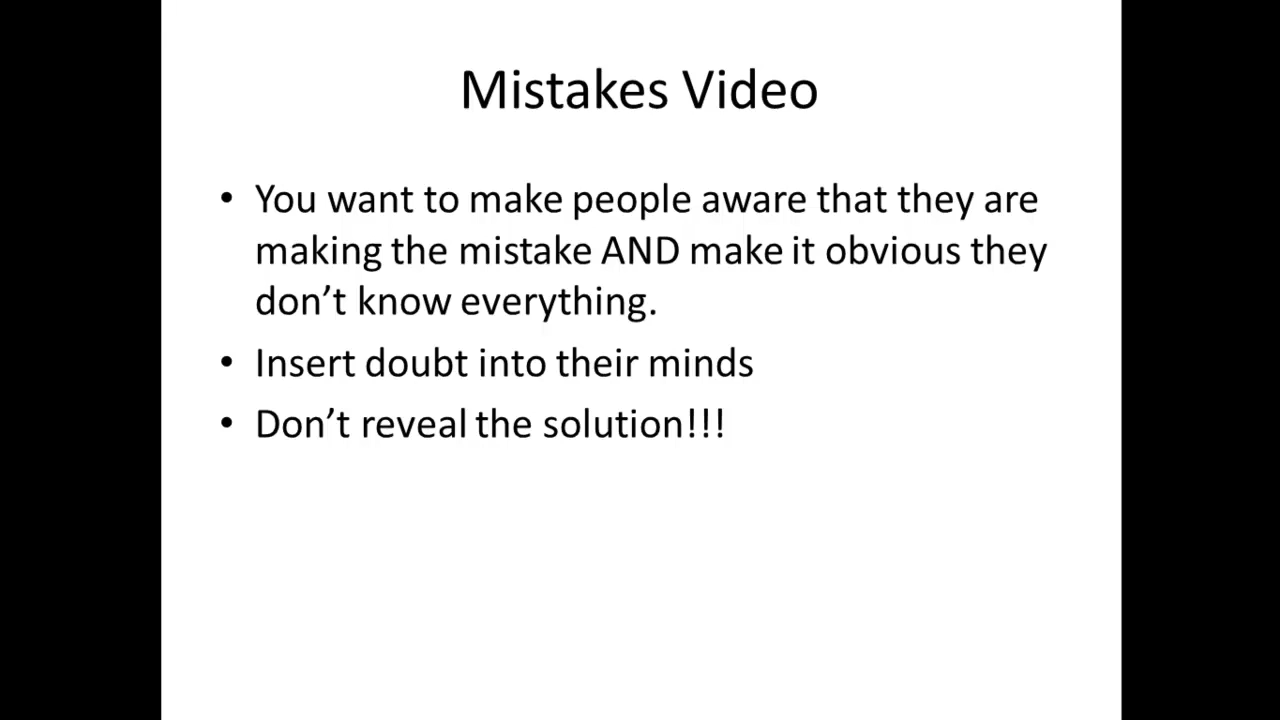 Mistakes Video
• You want to make people aware that they are
making the mistake AND make it obvious they
don’t know everything.
• Insert doubt into their minds
• Don’t reveal the solution!!!